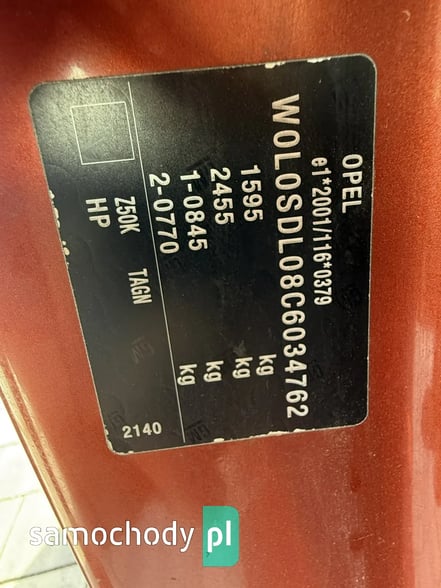 OPEL
e1*2001/116*0379
W0L0SDL08C6034762
1595 kg
2455 kg
1-0845 kg
2-0770 kg
Z50K TAGN
HP
2140
samochody pl